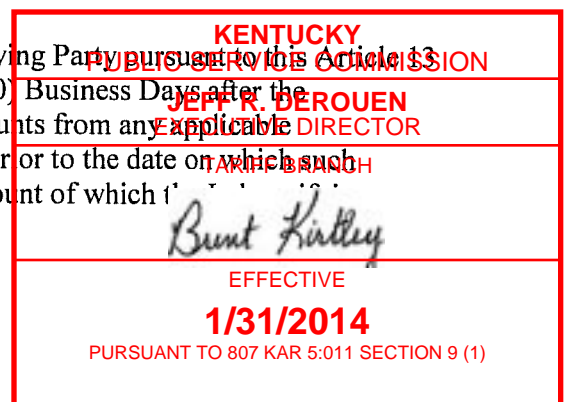 KENTUCKY
ying Party pursuant to this Article 13
PUBLIC SERVICE COMMISSION
0) Business Days after the
JEFF R. DEROUEN
unts from any applicable
EXECUTIVE DIRECTOR
r or to the date on which such
TARIFF BRANCH
ount of which
Bunt Kirtley
EFFECTIVE
1/31/2014
PURSUANT TO 807 KAR 5:011 SECTION 9 (1)